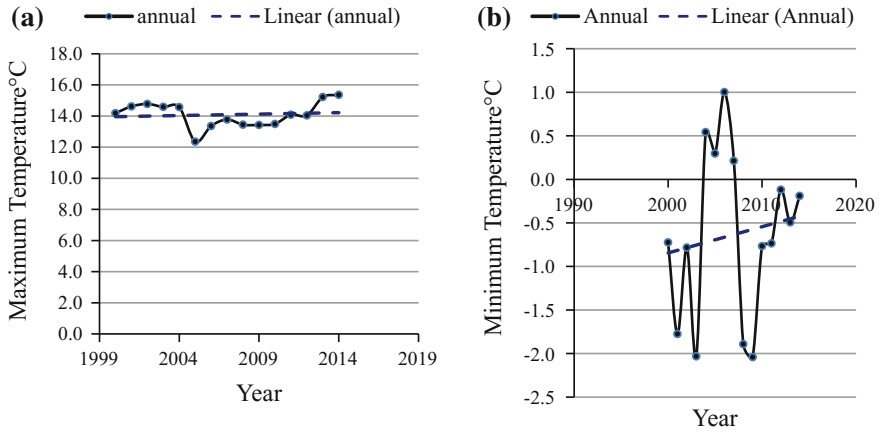 (a)
annual
Linear (annual)
Maximum Temperature°C
18.0
16.0
14.0
12.0
10.0
8.0
6.0
4.0
2.0
0.0
1999 2004 2009 2014 2019
Year
(b)
Annual
Linear (Annual)
Minimum Temperature°C
1.5
1.0
0.5
0.0
-0.5
-1.0
-1.5
-2.0
-2.5
1990 2000 2010 2020
Year